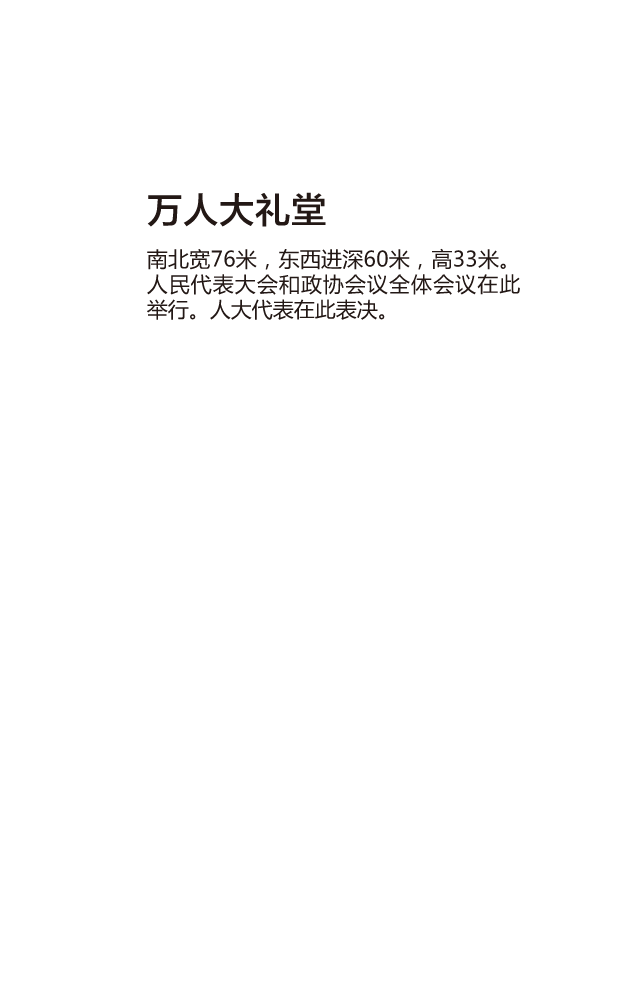 万人大礼堂
南北宽76米，东西进深60米，高33米。
人民代表大会和政协会议全体会议在此
举行。人大代表在此表决。